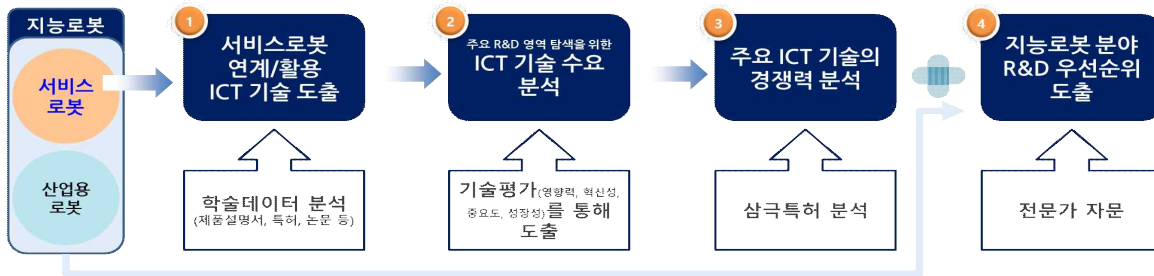 지능로봇
서비스
로봇
산업용
로봇
1
서비스로봇
연계/활용
ICT 기술 도출
학술데이터 분석
(제품설명서, 특허, 논문 등)
2
주요 R&D 영역 탐색을 위한
ICT 기술 수요
분석
기술평가(영향력, 혁신성,
중요도, 성장성)를 통해
도출
3
주요 ICT 기술의
경쟁력 분석
삼극특허 분석
4
지능로봇 분야
R&D 우선순위
도출
전문가 자문